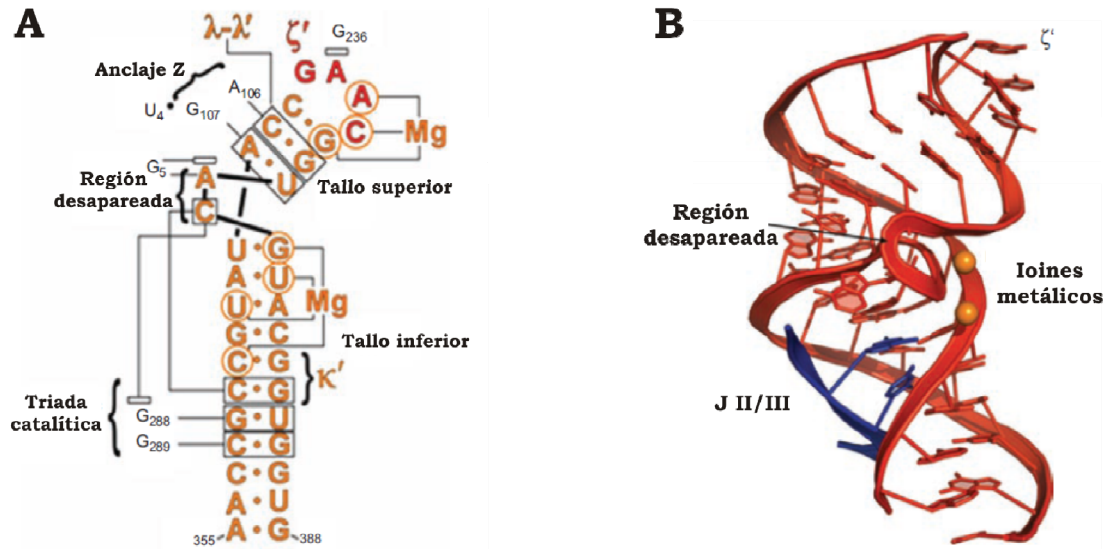 A
λ-λ′
ζ′
G236
Anclaje Z
G A
U4
A106
C
A
G107
C
C
Mg
A
G
G
G5
A
U
Tallo superior
Región
desapareada
C
U G
A U
Mg
U A
G C
Tallo inferior
C G
C G
K′
Triada
catalítica
G288
G U
G289
C G
C G
A U
355 A G 388
B
ζ'
Región
desapareada
Ioines
metálicos
J II/III